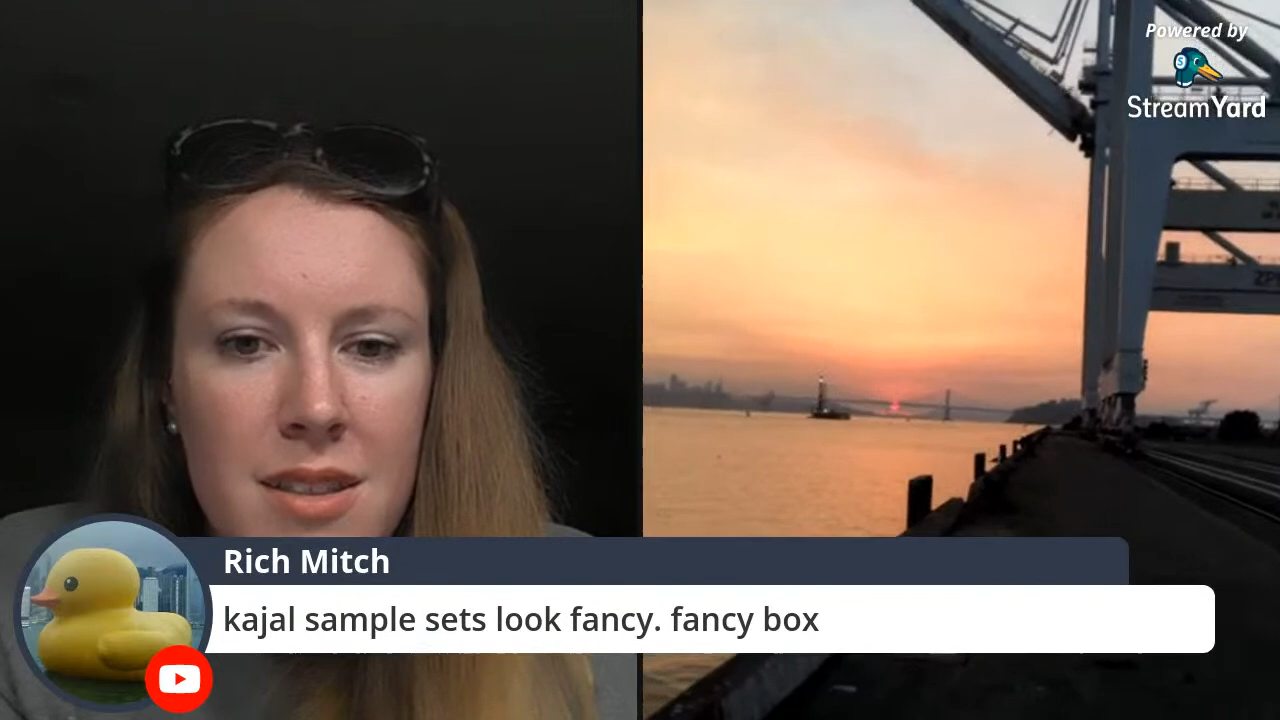 Powered by
StreamYard
Rich Mitch
kajal sample sets look fancy. fancy box